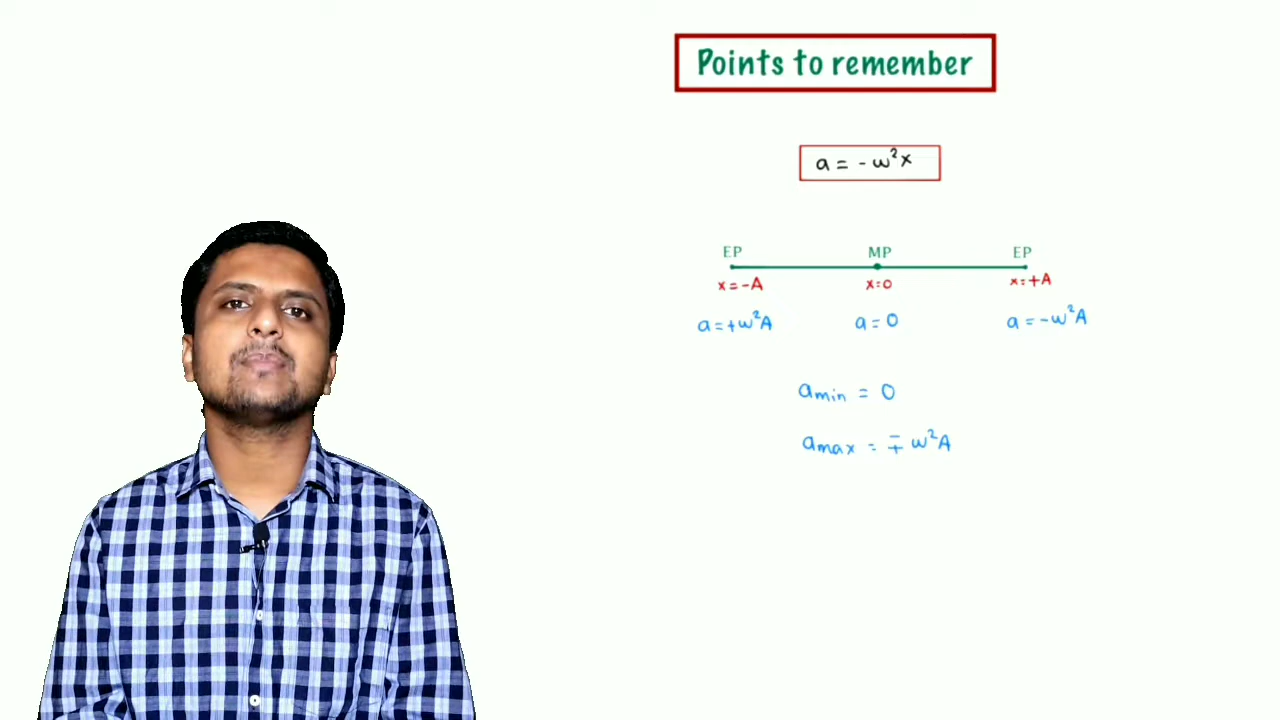 Points to remember
a = -ω²x
EP MP EP
x = -A x=0 x=+A
a=+ω²A a = 0 a = -ω²A
amin = 0
amax = ∓ ω²A